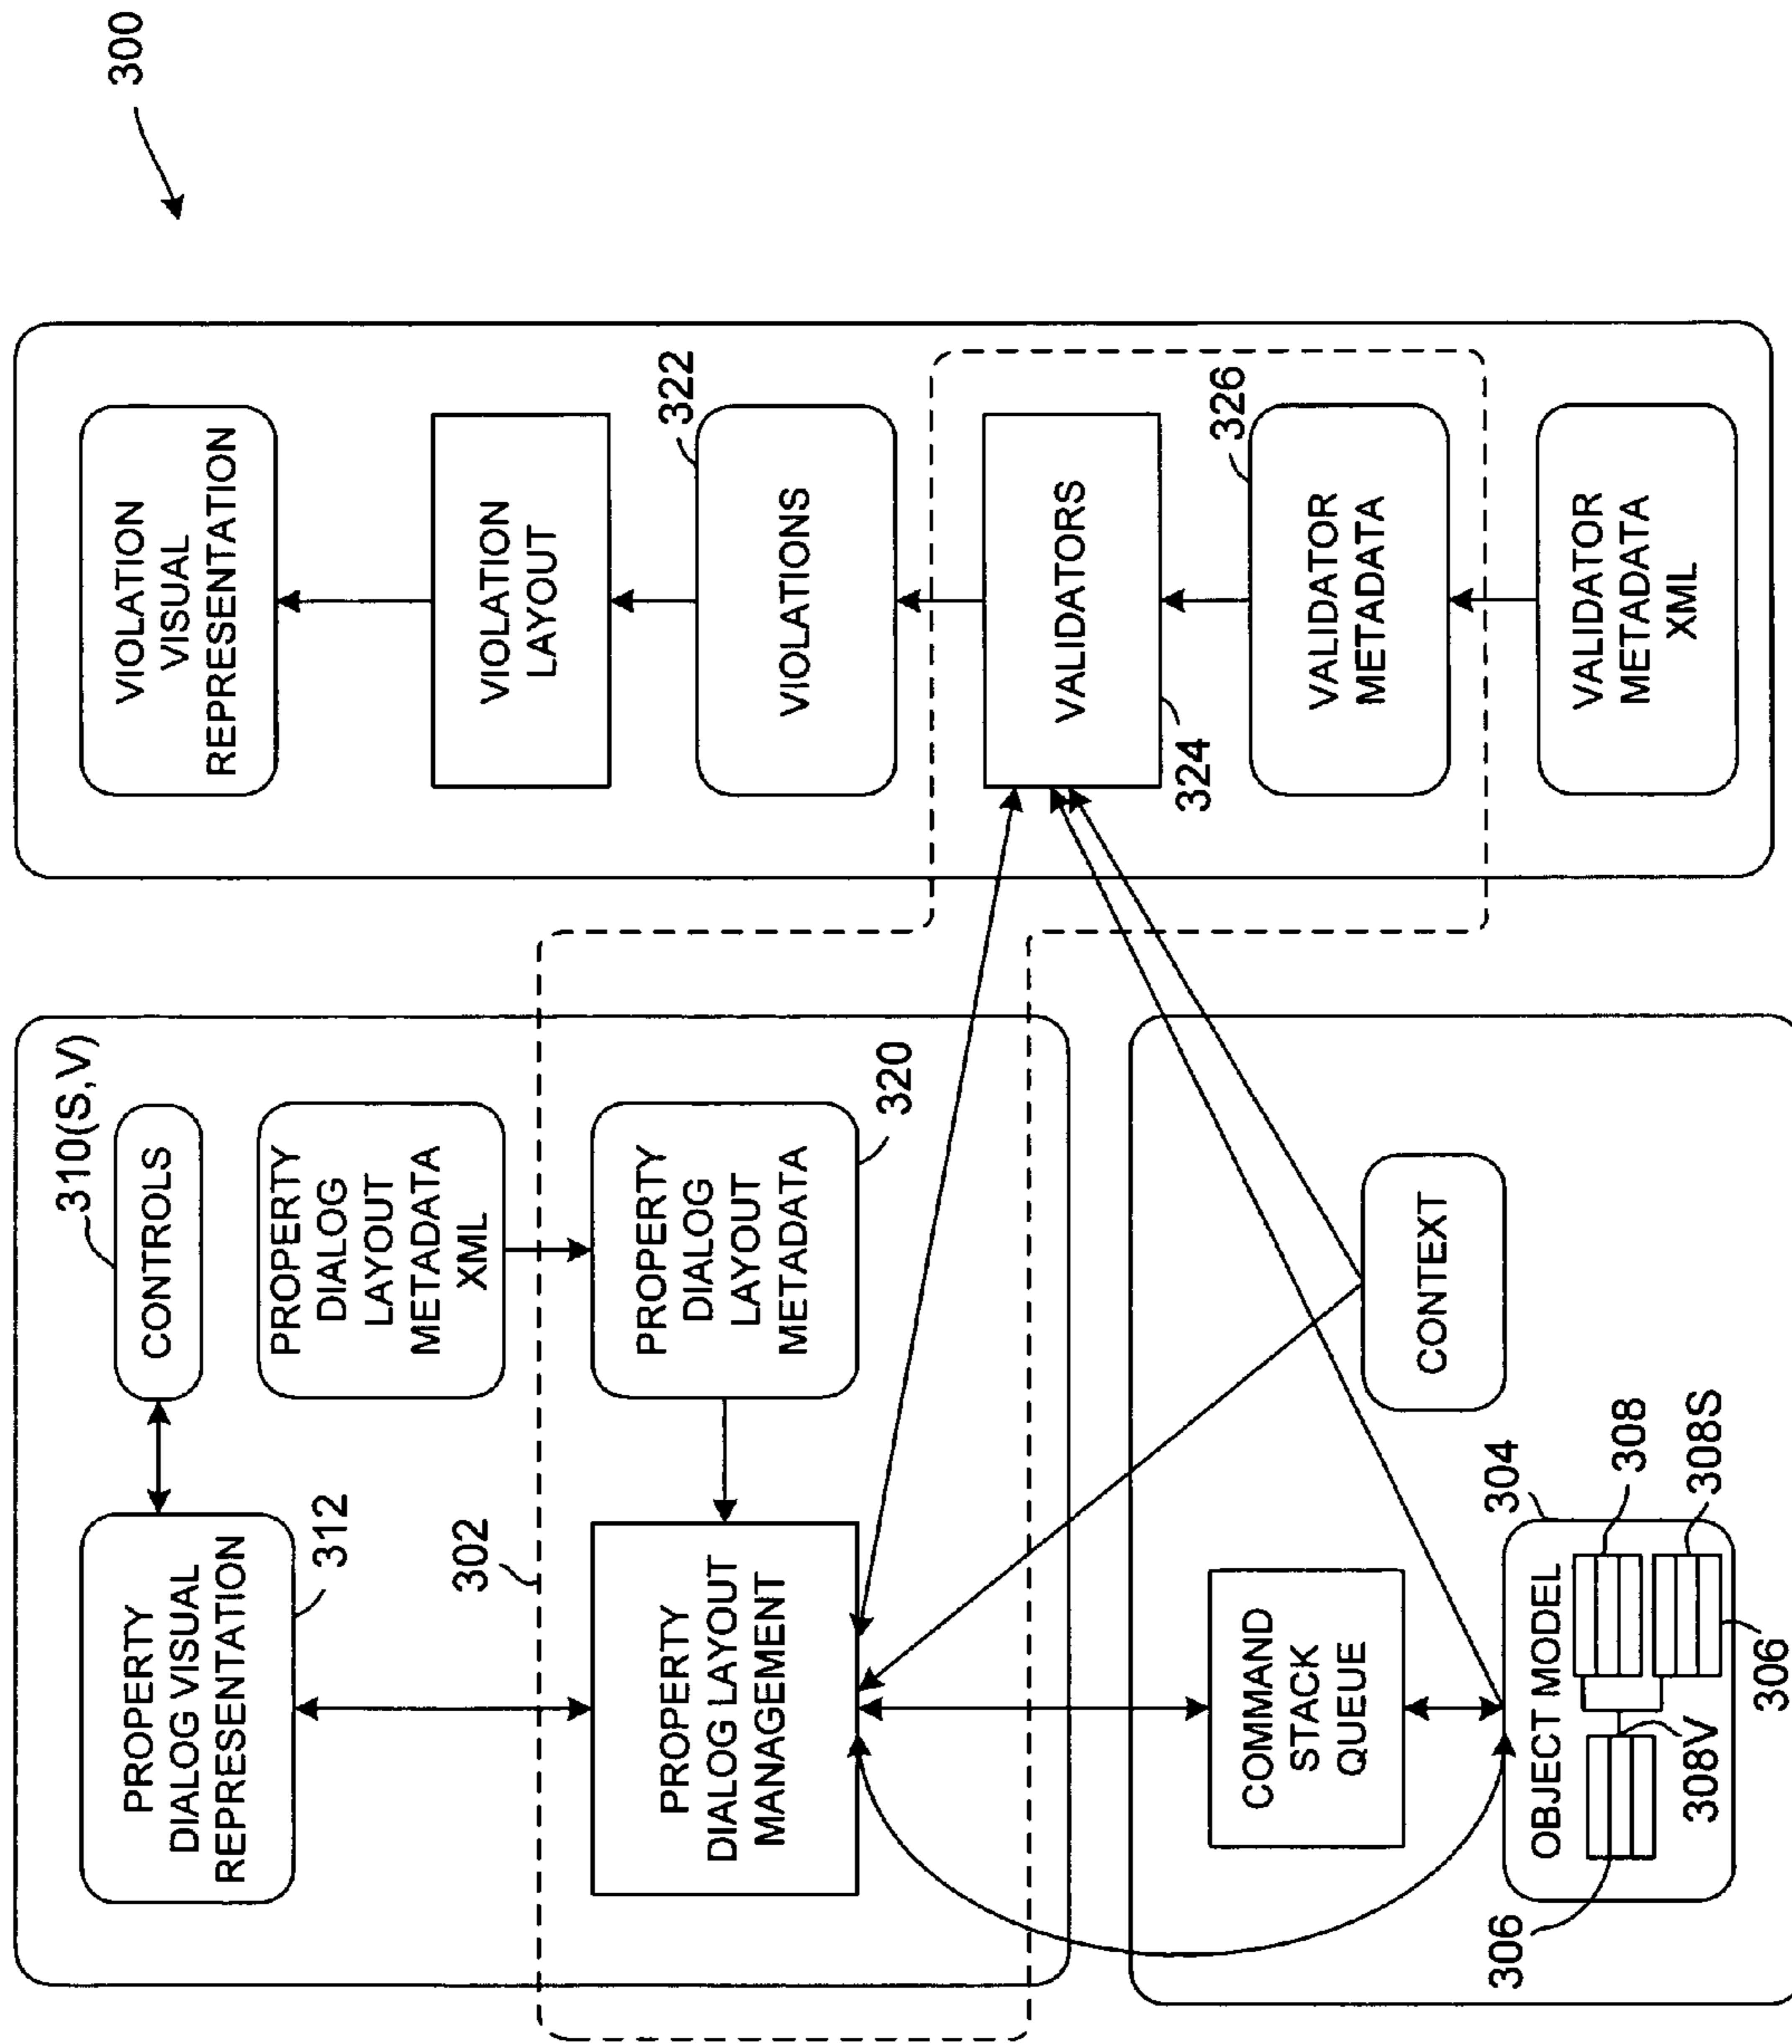 300
PROPERTY
DIALOG VISUAL
REPRESENTATION
312
CONTROLS
310(S,V)
PROPERTY
DIALOG
LAYOUT
METADATA
XML
302
PROPERTY
DIALOG LAYOUT
MANAGEMENT
PROPERTY
DIALOG
LAYOUT
METADATA
320
COMMAND
STACK
QUEUE
CONTEXT
304
OBJECT MODEL
308
308S
306
308V
306
VIOLATION
VISUAL
REPRESENTATION
VIOLATION
LAYOUT
322
VIOLATIONS
VALIDATORS
324
326
VALIDATOR
METADATA
VALIDATOR
METADATA
XML